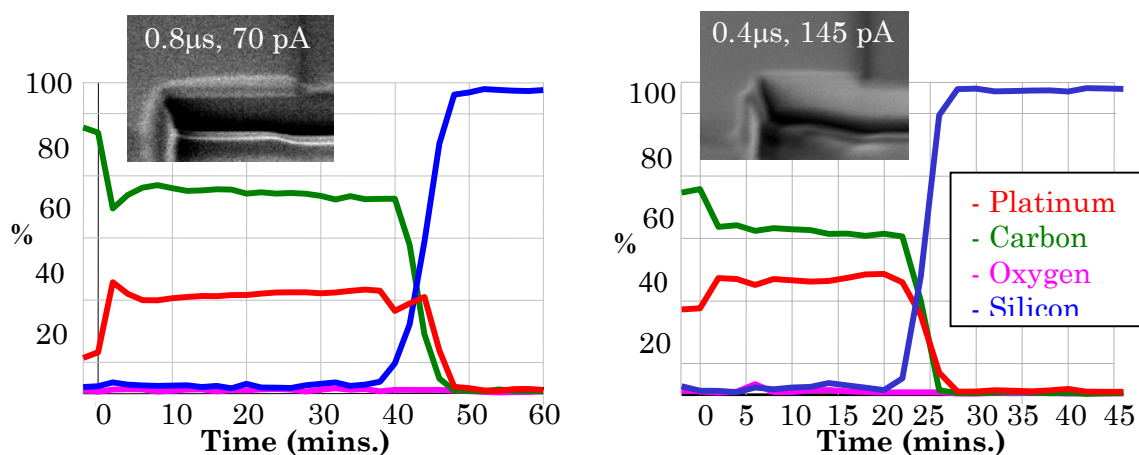 0.8µs, 70 pA
100
80
60
%
40
20
0 10 20 30 40 50 60
Time (mins.)
0.4µs, 145 pA
100
80
60
%
40
20
0 5 10 15 20 25 30 35 40 45
Time (mins.)
- Platinum
- Carbon
- Oxygen
- Silicon